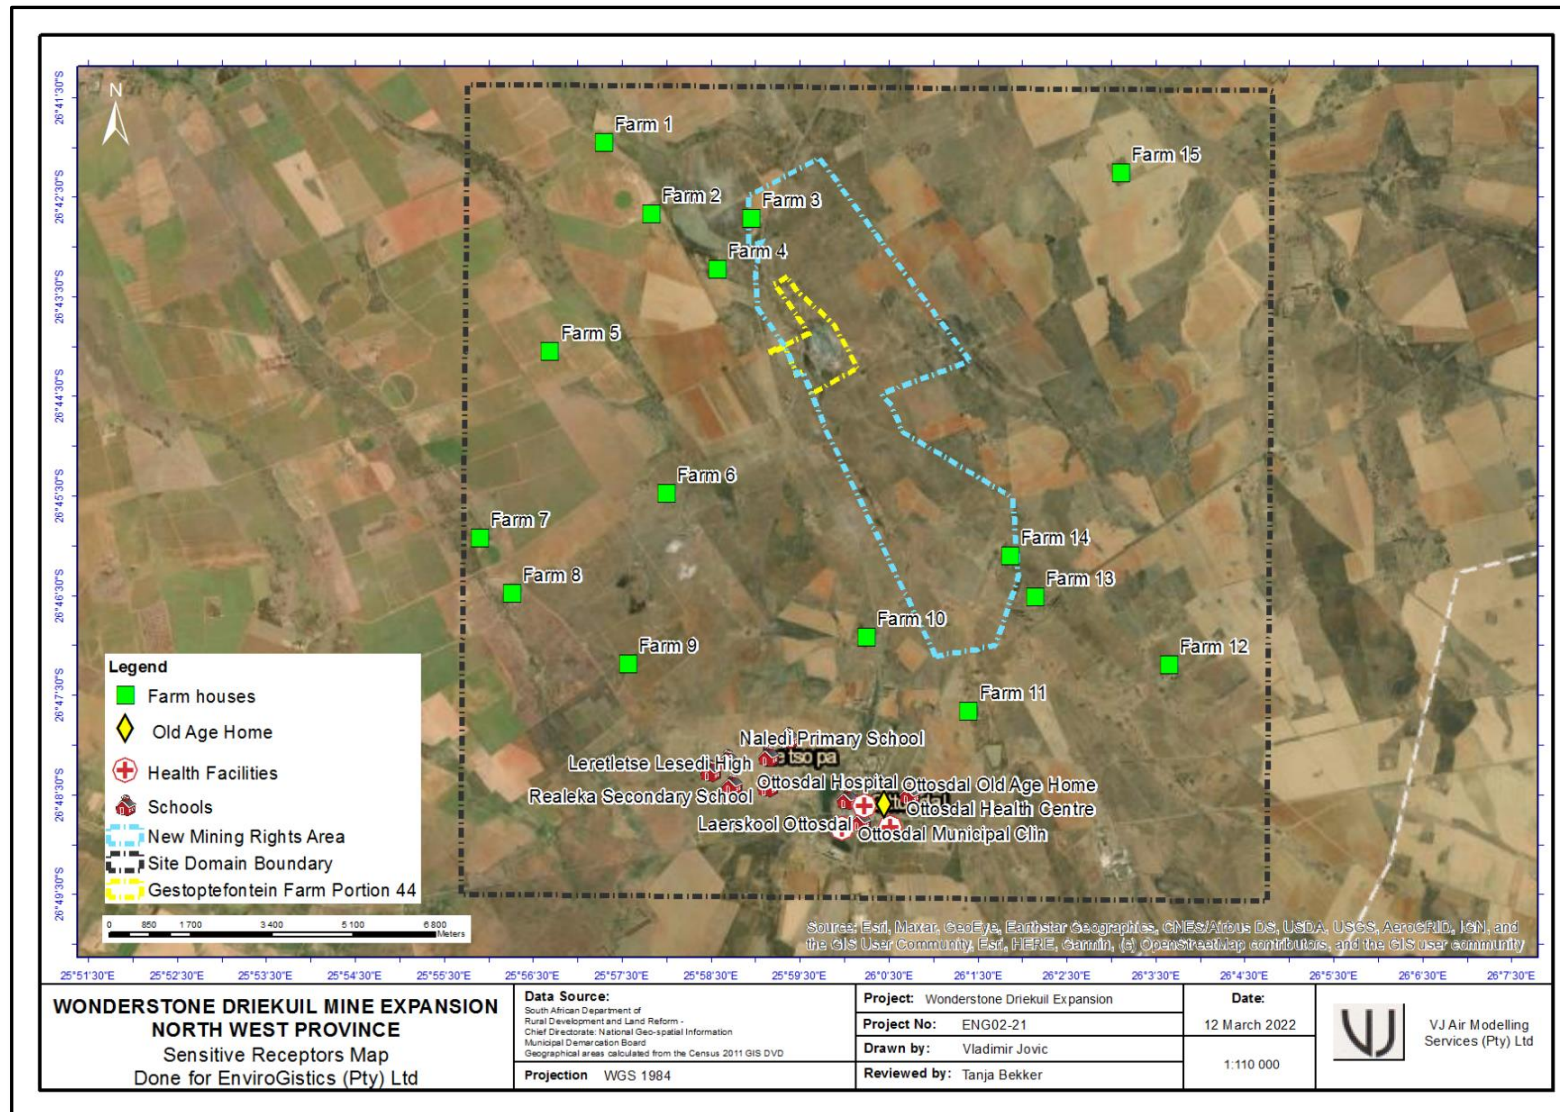 N
Farm 1
Farm 15
Farm 2
Farm 3
Farm 4
Farm 5
Farm 6
Farm 7
Farm 14
Farm 8
Farm 13
Farm 10
Farm 9
Farm 12
Farm 11
Naledi Primary School
Leretletse Lesedi High
Ottosdal Hospital
Ottosdal Old Age Home
Realeka Secondary School
Ottosdal Health Centre
Laerskool Ottosdal
Ottosdal Municipal Clin
Legend
Farm houses
Old Age Home
Health Facilities
Schools
New Mining Rights Area
Site Domain Boundary
Gestoptefontein Farm Portion 44
0 850 1 700 3 400 5 100 6 800
Meters
Source: Esri, Maxar, GeoEye, Earthstar Geographics, CNES/Airbus DS, USDA, USGS, AeroGRID, IGN, and
the GIS User Community, Esri, HERE, Garmin, (c) OpenStreetMap contributors, and the GIS user community
26°41'30"S
26°42'30"S
26°43'30"S
26°44'30"S
26°45'30"S
26°46'30"S
26°47'30"S
26°48'30"S
26°49'30"S
25°51'30"E 25°52'30"E 25°53'30"E 25°54'30"E 25°55'30"E 25°56'30"E 25°57'30"E 25°58'30"E 25°59'30"E 26°0'30"E 26°1'30"E 26°2'30"E 26°3'30"E 26°4'30"E 26°5'30"E 26°6'30"E 26°7'30"E
WONDERSTONE DRIEKUIL MINE EXPANSION
NORTH WEST PROVINCE
Sensitive Receptors Map
Done for EnviroGistics (Pty) Ltd
Data Source:
South African Department of
Rural Development and Land Reform -
Chief Directorate: National Geo-spatial Information
Municipal Demarcation Board
Geographical areas calculated from the Census 2011 GIS DVD
Projection WGS 1984
Project: Wonderstone Driekuil Expansion
Project No: ENG02-21
Drawn by: Vladimir Jovic
Reviewed by: Tanja Bekker
Date:
12 March 2022
1:110 000
VJ
VJ Air Modelling
Services (Pty) Ltd